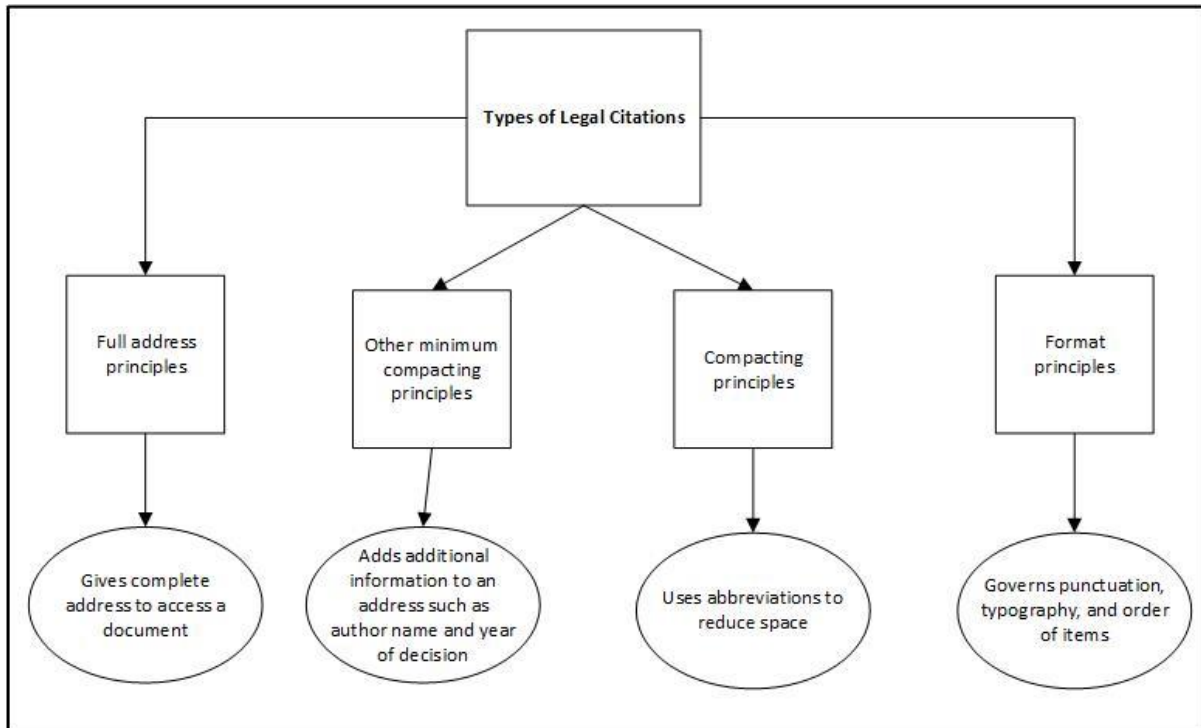 Types of Legal Citations
Full address
principles
Other minimum
compacting
principles
Compacting
principles
Format
principles
Gives complete
address to access a
document
Adds additional
information to an
address such as
author name and year
of decision
Uses abbreviations to
reduce space
Governs punctuation,
typography, and order
of items